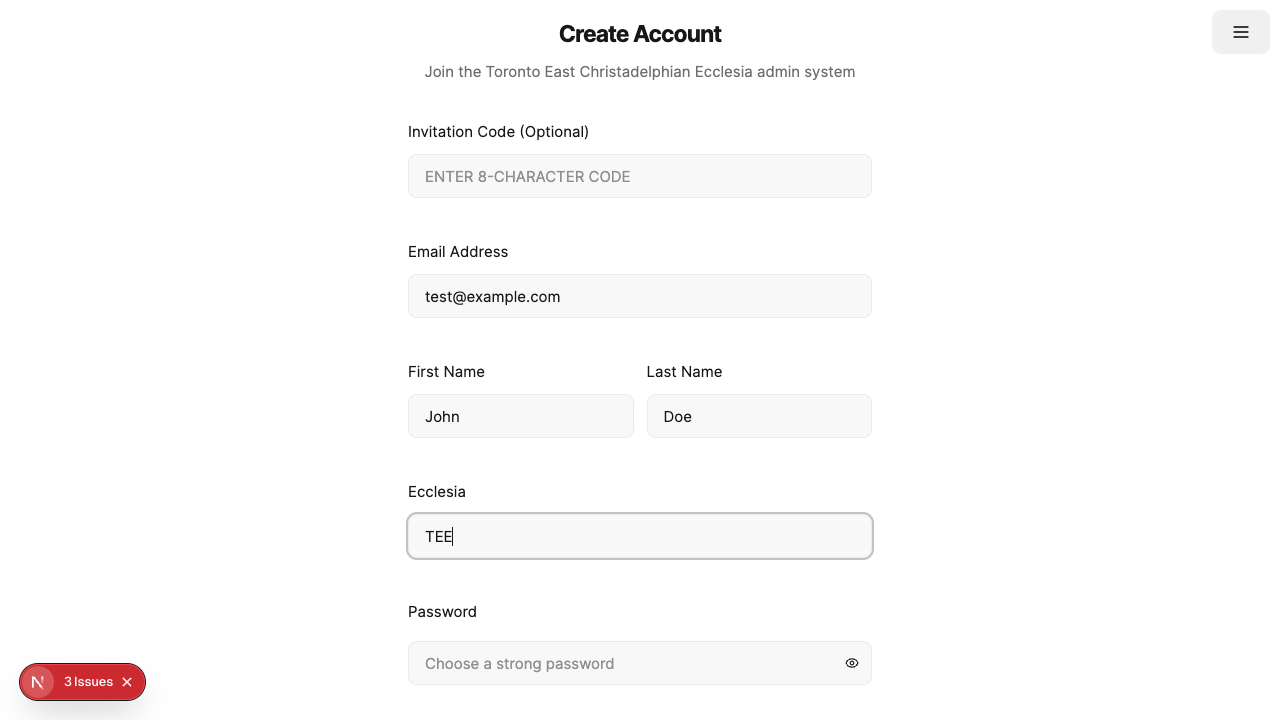 Create Account
Join the Toronto East Christadelphian Ecclesia admin system
Invitation Code (Optional)
ENTER 8-CHARACTER CODE
Email Address
test@example.com
First Name
Last Name
John
Doe
Ecclesia
TEE
Password
Choose a strong password
3 Issues